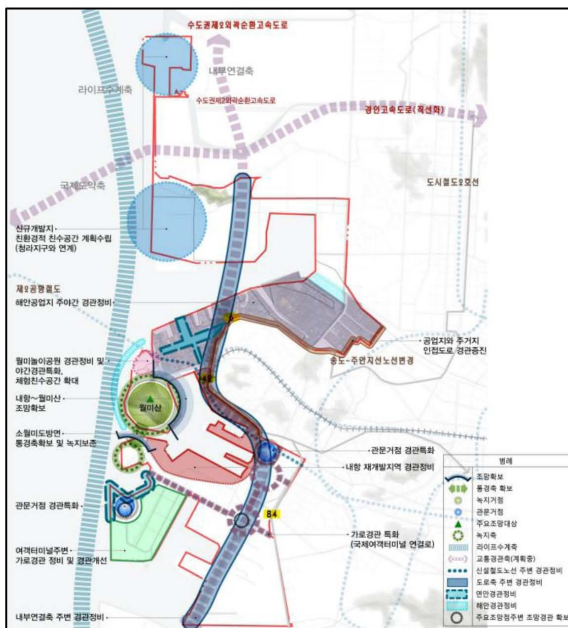 수도권제2외곽순환고속도로
라이프수계축
내부연결축
수도권제2외곽순환고속도로
경인고속도로(직선화)
국제도약축
도시철도2호선
신규개발지
친환경적 친수공간 계획수립
(청라지구와 연계)
제2공항철도
해안공업지 주야간 경관정비
공업지와 주거지
인접도로 경관증진
송도-주안지선노선변경
월미놀이공원 경관정비 및
야간경관특화,
체험친수공간 확대
월미산
내항~월미산
조망확보
소월미도방면
통경축확보 및 녹지보존
관문거점 경관특화
내항 재개발지역 경관정비
관문거점 경관특화
8.4
가로경관 특화
(국제여객터미널 연결로)
여객터미널주변
가로경관 정비 및 경관개선
내부연결축 주변 경관정비
범례
조망확보
통경축 확보
녹지거점
관문거점
주요조망대상
녹지축
라이프수계축
교통경관축(계획중)
신설철도노선 주변 경관정비
도로축 주변 경관정비
연안경관정비
해안경관정비
주요조망점주변 조망경관 확보